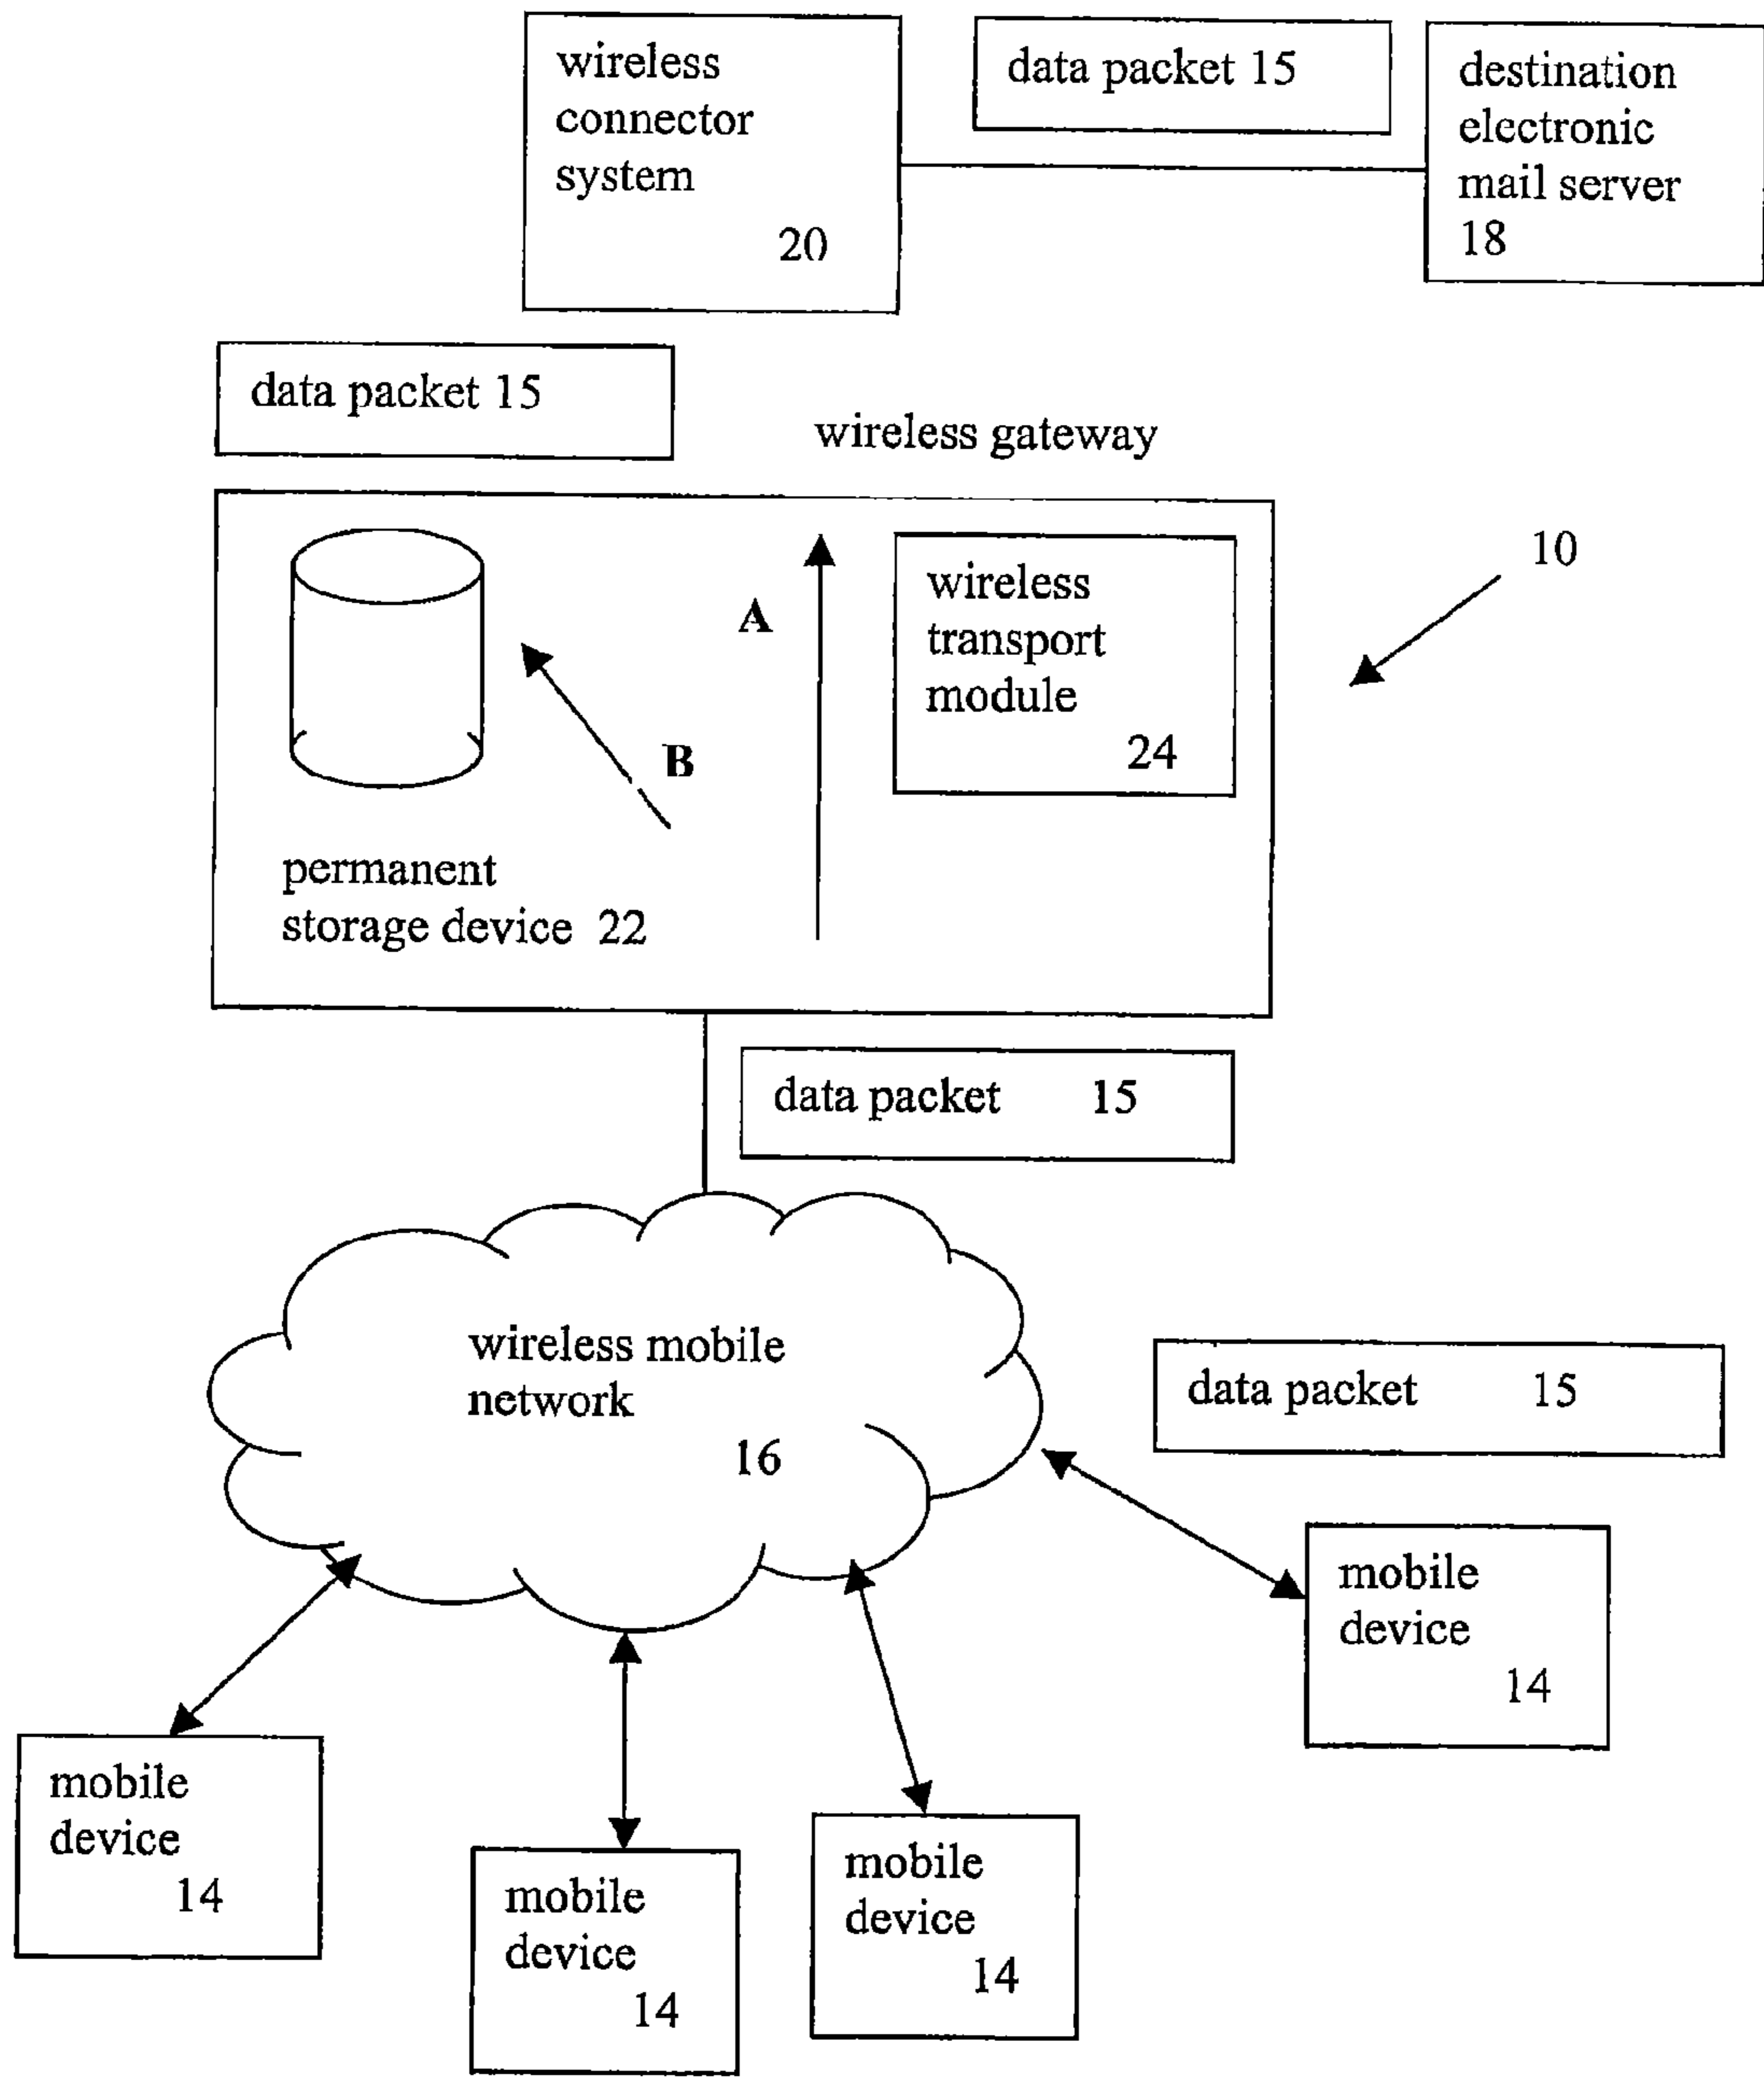 wireless
connector
system
20
data packet 15
destination
electronic
mail server
18
data packet 15
wireless gateway
10
A
wireless
transport
module
24
B
permanent
storage device 22
data packet 15
wireless mobile
network
16
data packet 15
mobile
device
14
mobile
device
14
mobile
device
14
mobile
device
14